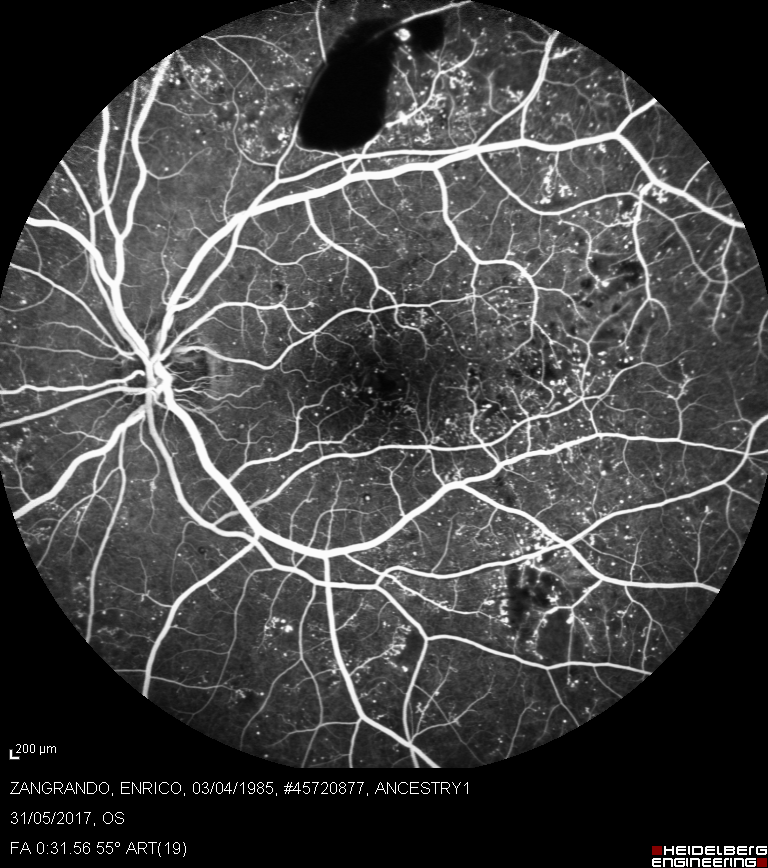 200 µm
ZANGRANDO, ENRICO, 03/04/1985, #45720877, ANCESTRY1
31/05/2017, OS
FA 0:31.56 55° ART(19)
HEIDELBERG
ENGINEERING